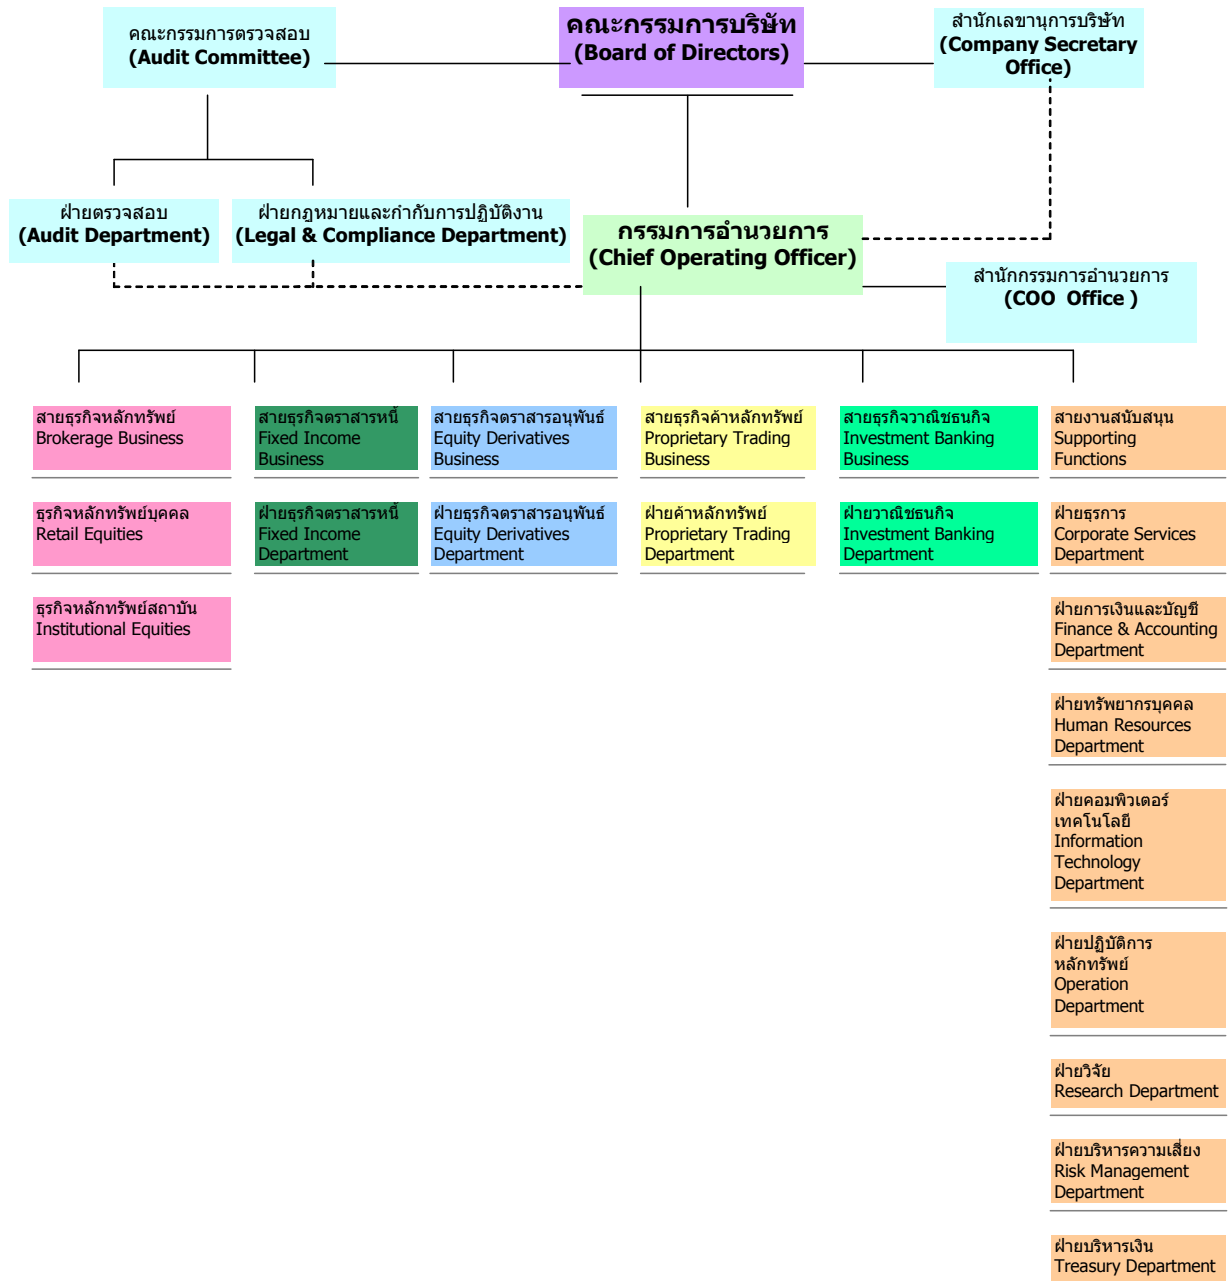 คณะกรรมการตรวจสอบ
(Audit Committee)
คณะกรรมการบริษัท
(Board of Directors)
สำนักเลขานุการบริษัท
(Company Secretary
Office)
ฝ่ายตรวจสอบ
(Audit Department)
ฝ่ายกฎหมายและกำกับการปฏิบัติงาน
(Legal & Compliance Department)
กรรมการอำนวยการ
(Chief Operating Officer)
สำนักกรรมการอำนวยการ
(COO Office )
สายธุรกิจหลักทรัพย์
Brokerage Business
สายธุรกิจตราสารหนี้
Fixed Income
Business
สายธุรกิจตราสารอนุพันธ์
Equity Derivatives
Business
สายธุรกิจค้าหลักทรัพย์
Proprietary Trading
Business
สายธุรกิจวาณิชธนกิจ
Investment Banking
Business
สายงานสนับสนุน
Supporting
Functions
ธุรกิจหลักทรัพย์บุคคล
Retail Equities
ฝ่ายธุรกิจตราสารหนี้
Fixed Income
Department
ฝ่ายธุรกิจตราสารอนุพันธ์
Equity Derivatives
Department
ฝ่ายค้าหลักทรัพย์
Proprietary Trading
Department
ฝ่ายวาณิชธนกิจ
Investment Banking
Department
ฝ่ายธุรการ
Corporate Services
Department
ธุรกิจหลักทรัพย์สถาบัน
Institutional Equities
ฝ่ายการเงินและบัญชี
Finance & Accounting
Department
ฝ่ายทรัพยากรบุคคล
Human Resources
Department
ฝ่ายคอมพิวเตอร์
เทคโนโลยี
Information
Technology
Department
ฝ่ายปฏิบัติการ
หลักทรัพย์
Operation
Department
ฝ่ายวิจัย
Research Department
ฝ่ายบริหารความเสี่ยง
Risk Management
Department
ฝ่ายบริหารเงิน
Treasury Department